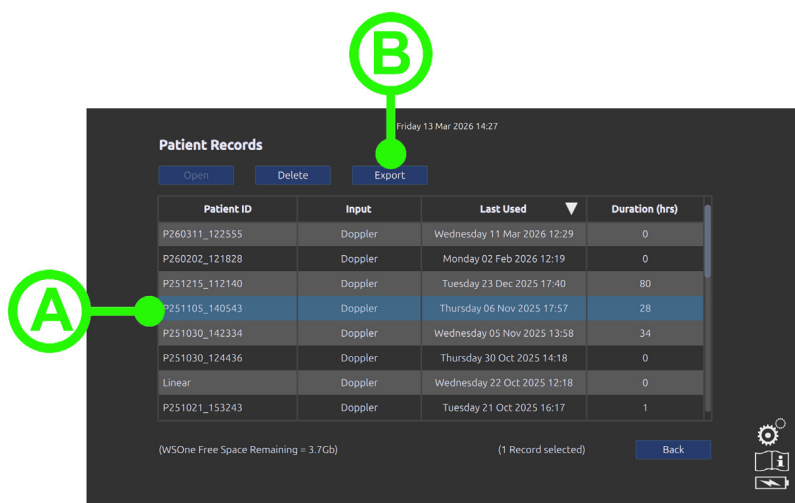 B
Friday 13 Mar 2026 14:27
Patient Records
Open Delete Export
Patient ID Input Last Used Duration (hrs)
P260311_122555 Doppler Wednesday 11 Mar 2026 12:29 0
P260202_121828 Doppler Monday 02 Feb 2026 12:19 0
P251215_112140 Doppler Tuesday 23 Dec 2025 17:40 80
A
P251105_140543 Doppler Thursday 06 Nov 2025 17:57 28
P251030_142334 Doppler Wednesday 05 Nov 2025 13:58 34
P251030_124436 Doppler Thursday 30 Oct 2025 14:18 0
Linear Doppler Wednesday 22 Oct 2025 12:18 0
P251021_153243 Doppler Tuesday 21 Oct 2025 16:17 1
(WSOne Free Space Remaining = 3.7Gb) (1 Record selected) Back
i